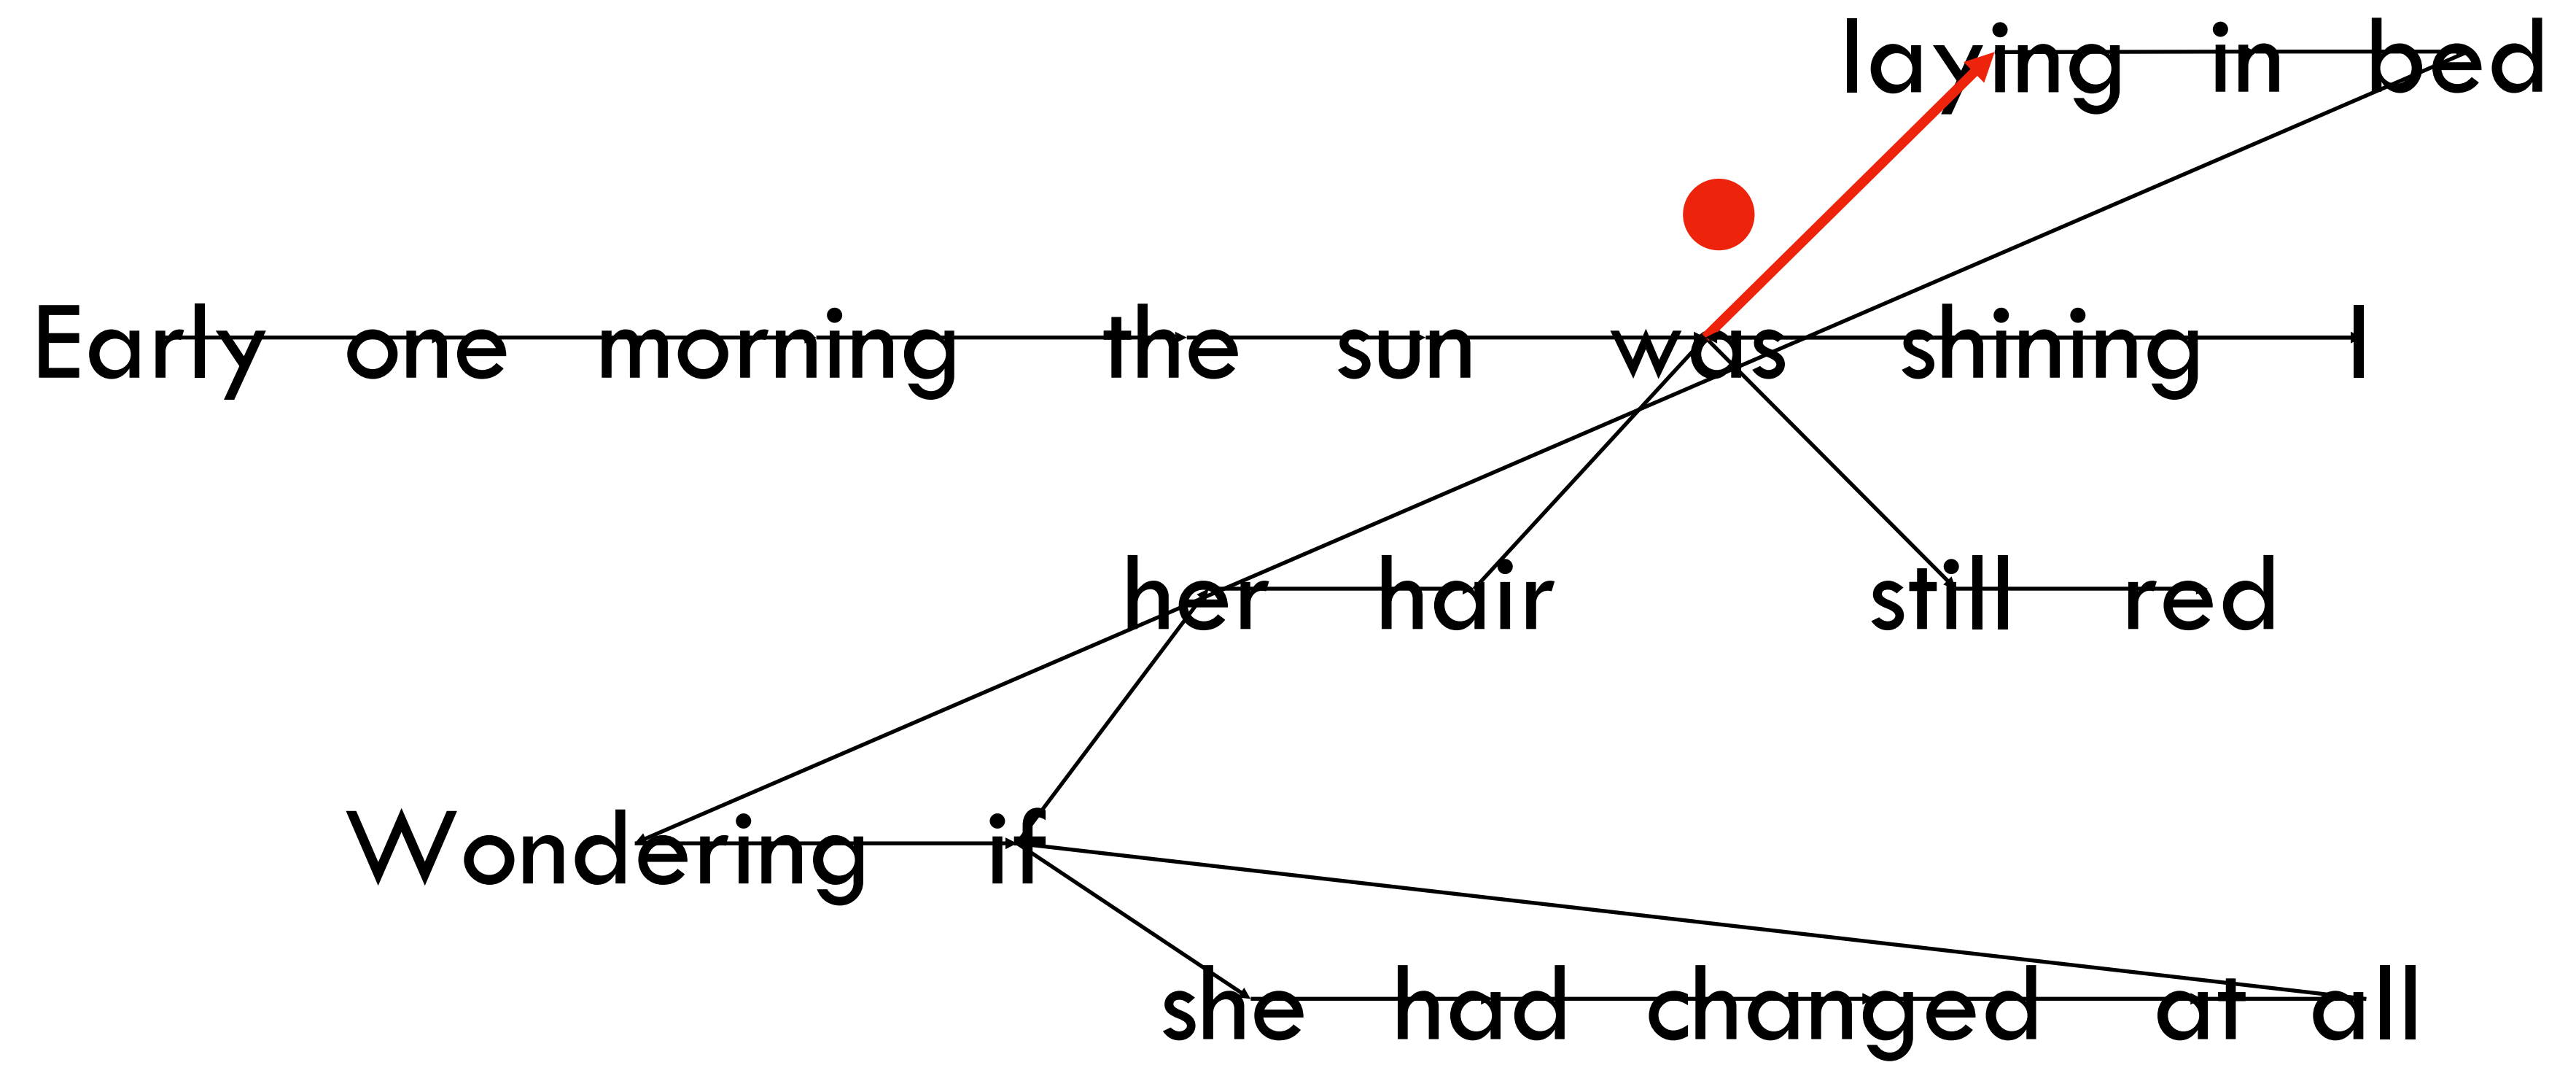 laying in bed
Early one morning the sun was shining I
her hair still red
Wondering if
she had changed at all